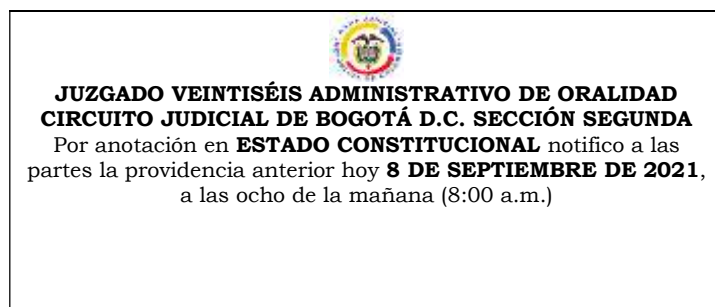 JUZGADO VEINTISÉIS ADMINISTRATIVO DE ORALIDAD
CIRCUITO JUDICIAL DE BOGOTÁ D.C. SECCIÓN SEGUNDA
Por anotación en ESTADO CONSTITUCIONAL notifico a las
partes la providencia anterior hoy 8 DE SEPTIEMBRE DE 2021,
a las ocho de la mañana (8:00 a.m.)